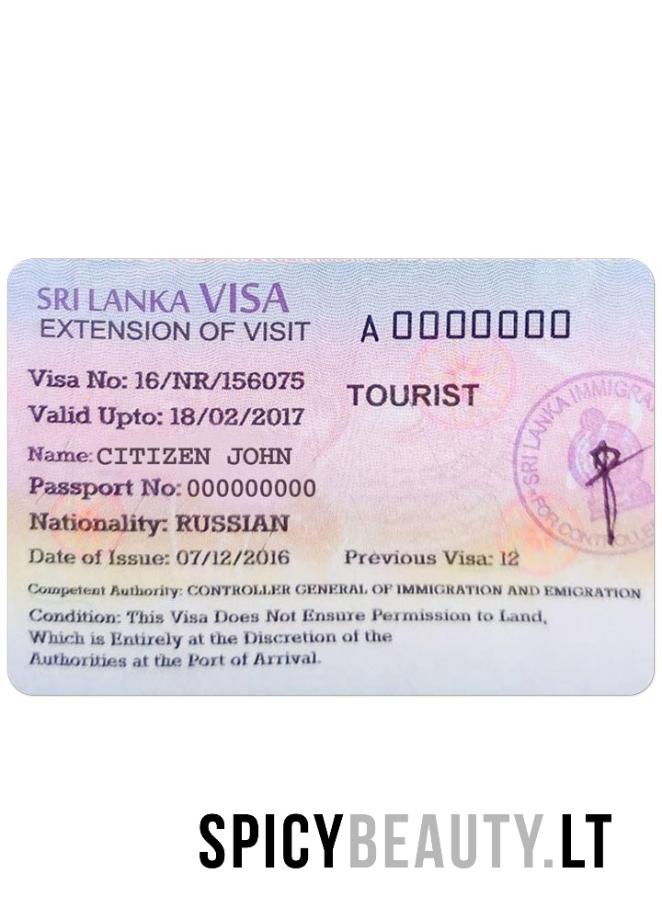 SRI LANKA VISA
EXTENSION OF VISIT
A 0000000
Visa No: 16/NR/156075
TOURIST
Valid Upto: 18/02/2017
Name: CITIZEN JOHN
Passport No: 000000000
Nationality: RUSSIAN
Date of Issue: 07/12/2016
Previous Visa: 12
SRI LANKA IMMIGRA
FOR CONTROLLE
Competent Authority: CONTROLLER GENERAL OF IMMIGRATION AND EMIGRATION
Condition: This Visa Does Not Ensure Permission to Land,
Which is Entirely at the Discretion of the
Authorities at the Port of Arrival.
SPICYBEAUTY.LT